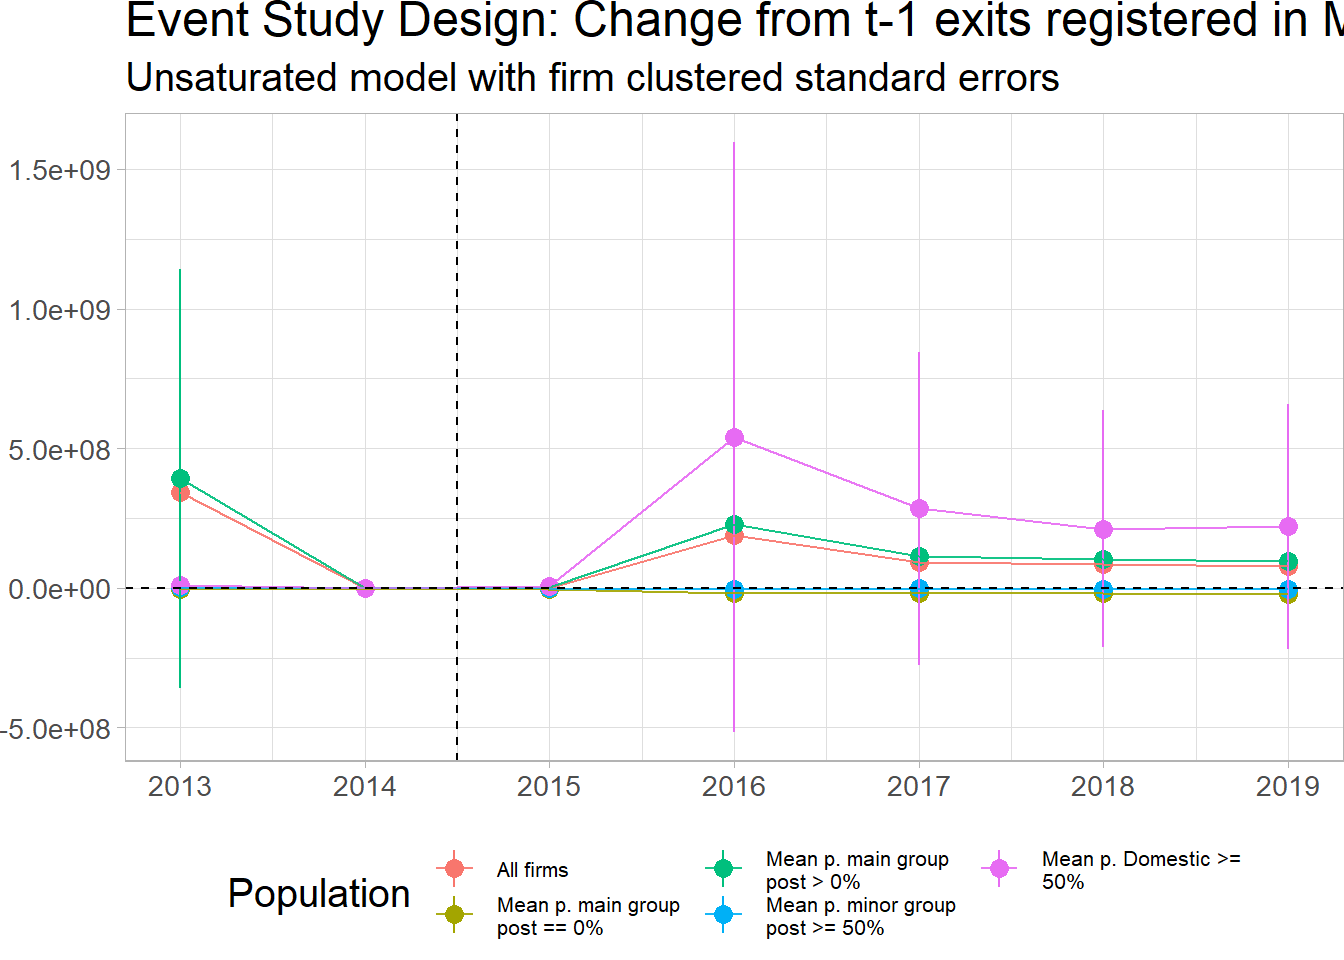 Event Study Design: Change from t-1 exits registered in M
Unsaturated model with firm clustered standard errors
1.5e+09
1.0e+09
5.0e+08
0.0e+00
-5.0e+08
2013 2014 2015 2016 2017 2018 2019
Population
All firms
Mean p. main group
post == 0%
Mean p. main group
post > 0%
Mean p. minor group
post >= 50%
Mean p. Domestic >=
50%